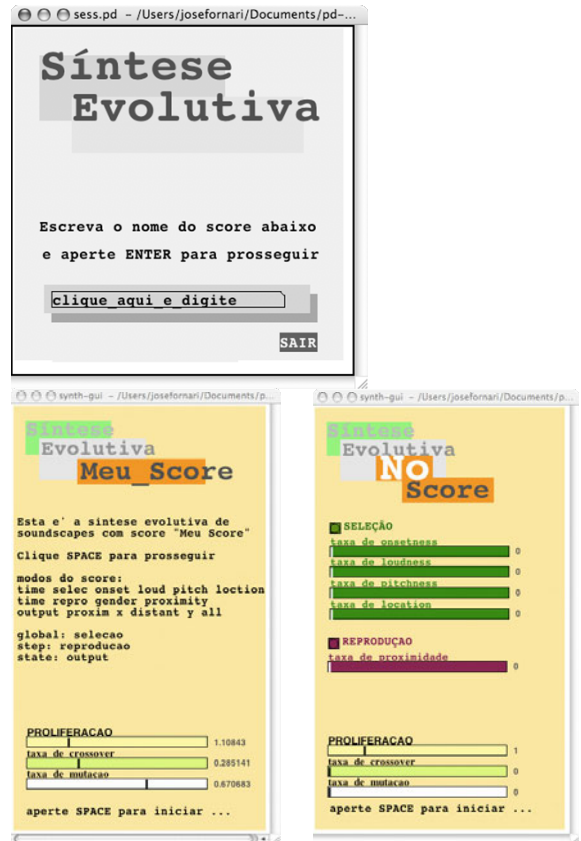 sess.pd - /Users/josefornari/Documents/pd-...
Síntese
Evolutiva
Escreva o nome do score abaixo
e aperte ENTER para prosseguir
clique_aqui_e_digite
SAIR
synth-gui - /Users/josefornari/Documents/p...
Síntese
Evolutiva
Meu_Score
Esta e' a sintese evolutiva de
soundscapes com score "Meu Score"
Clique SPACE para prosseguir
modos do score:
time selec onset loud pitch loction
time repro gender proximity
output proxim x distant y all
global: selecao
step: reproducao
state: output
PROLIFERACAO
1.10843
taxa de crossover
0.285141
taxa de mutacao
0.670683
aperte SPACE para iniciar ...
synth-gui - /Users/josefornari/Documents/p...
Síntese
Evolutiva
NO
Score
SELEÇÃO
taxa de onsetness
0
taxa de loudness
0
taxa de pitchness
0
taxa de location
0
REPRODUÇAO
taxa de proximidade
0
PROLIFERACAO
1
taxa de crossover
0
taxa de mutacao
0
aperte SPACE para iniciar ...